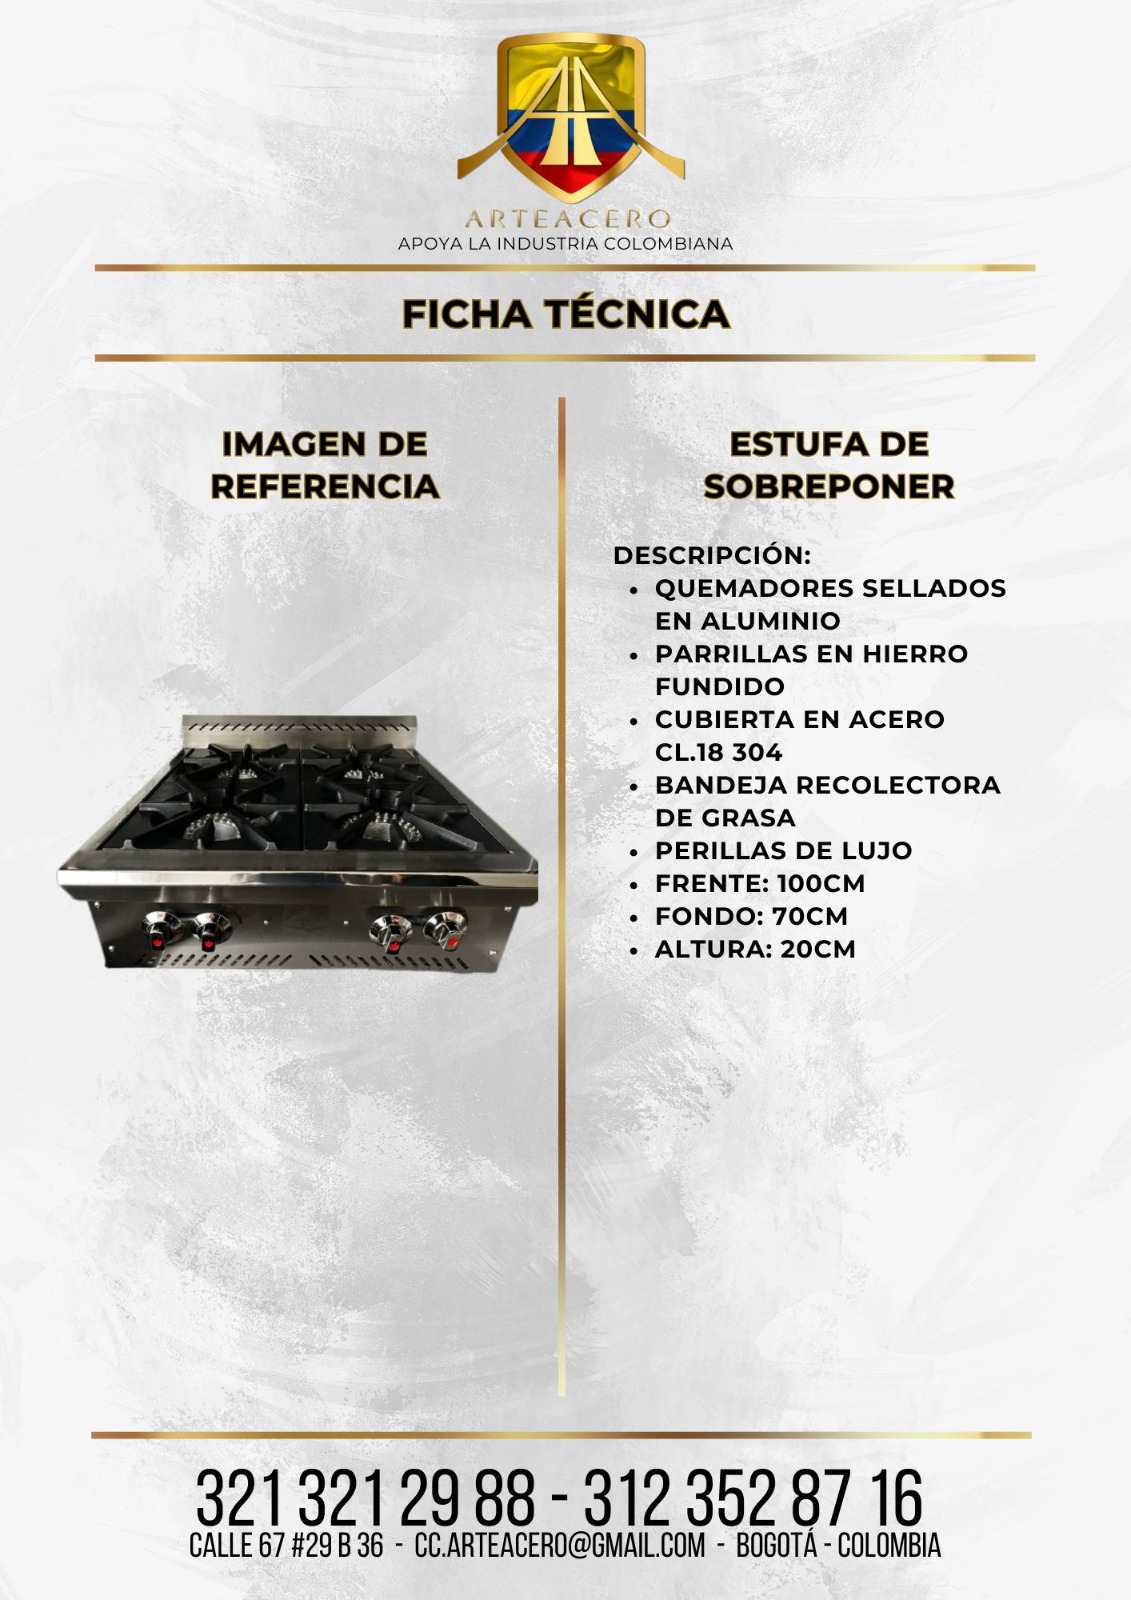 ARTEACERO
APOYA LA INDUSTRIA COLOMBIANA
FICHA TÉCNICA
IMAGEN DE
REFERENCIA
ESTUFA DE
SOBREPONER
DESCRIPCIÓN:
• QUEMADORES SELLADOS
EN ALUMINIO
• PARRILLAS EN HIERRO
FUNDIDO
• CUBIERTA EN ACERO
CL.18 304
• BANDEJA RECOLECTORA
DE GRASA
• PERILLAS DE LUJO
• FRENTE: 100CM
• FONDO: 70CM
• ALTURA: 20CM
321 321 29 88 - 312 352 87 16
CALLE 67 #29 B 36 - CC.ARTEACERO@GMAIL.COM - BOGOTÁ - COLOMBIA